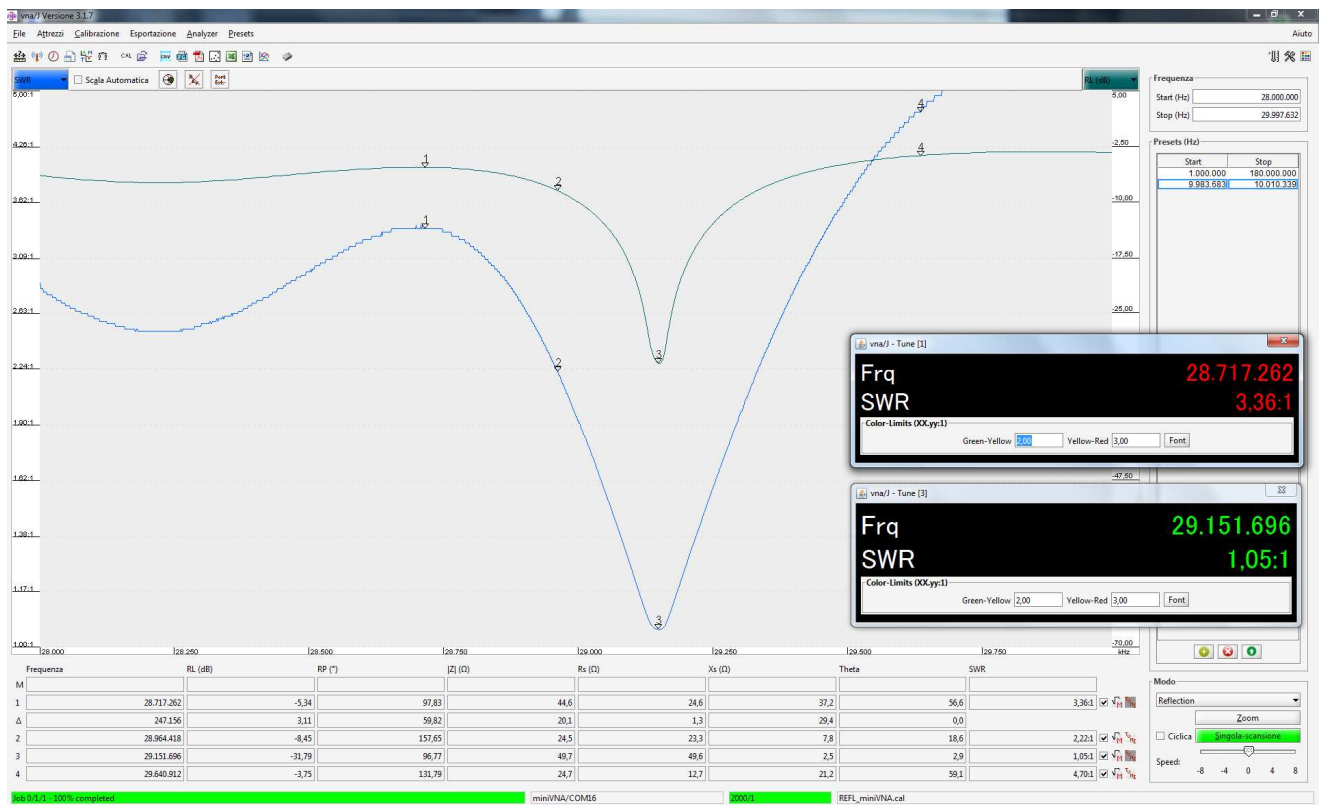 vna/J Versione 3.1.7
File Attrezzi Calibrazione Esportazione Analyzer Presets Aiuto
SWR Scala Automatica RL (dB)
5,00:1 5,00
4,26:1 -2,50
3,62:1 -10,00
3,09:1 -17,50
2,63:1 -25,00
2,24:1
1,90:1
1,62:1 -47,50
1,38:1
1,17:1
1,00:1 -70,00
28.000 28.250 28.500 28.750 29.000 29.250 29.500 29.750 kHz
1 2 3 4
1 2 3 4
Frequenza
Start (Hz) 28.000.000
Stop (Hz) 29.997.632
Presets (Hz)
Start Stop
1.000.000 180.000.000
9.983.683 10.010.339
vna/J - Tune [1]
Frq 28.717.262
SWR 3,36:1
Color-Limits (XX.yy:1)
Green-Yellow 2,00 Yellow-Red 3,00 Font
vna/J - Tune [3]
Frq 29.151.696
SWR 1,05:1
Color-Limits (XX.yy:1)
Green-Yellow 2,00 Yellow-Red 3,00 Font
Frequenza RL (dB) RP (°) |Z| (Ω) Rs (Ω) Xs (Ω) Theta SWR
M
1 28.717.262 -5,34 97,83 44,6 24,6 37,2 56,6 3,36:1
Δ 247.156 3,11 59,82 20,1 1,3 29,4 0,0
2 28.964.418 -8,45 157,65 24,5 23,3 7,8 18,6 2,22:1
3 29.151.696 -31,79 96,77 49,7 49,6 2,5 2,9 1,05:1
4 29.640.912 -3,75 131,79 24,7 12,7 21,2 59,1 4,70:1
Modo
Reflection
Zoom
Ciclica Singola-scansione
Speed:
-8 -4 0 4 8
Job 0/1/1 - 100% completed miniVNA/COM16 2000/1 REFL_miniVNA.cal